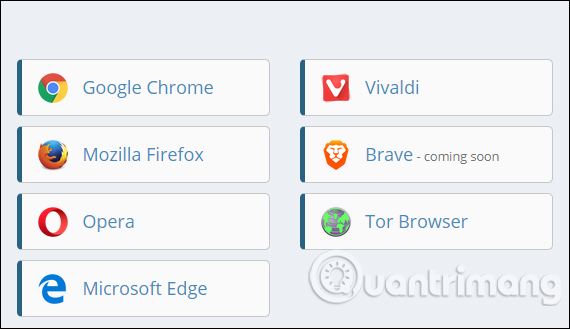 Google Chrome
Vivaldi
Mozilla Firefox
Brave - coming soon
Opera
Tor Browser
Microsoft Edge
Quantrimang